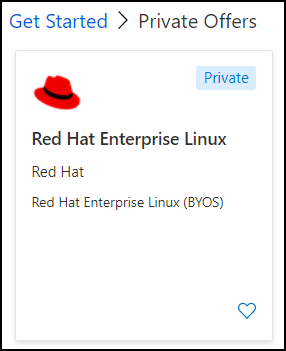 Get Started > Private Offers
Private
Red Hat Enterprise Linux
Red Hat
Red Hat Enterprise Linux (BYOS)